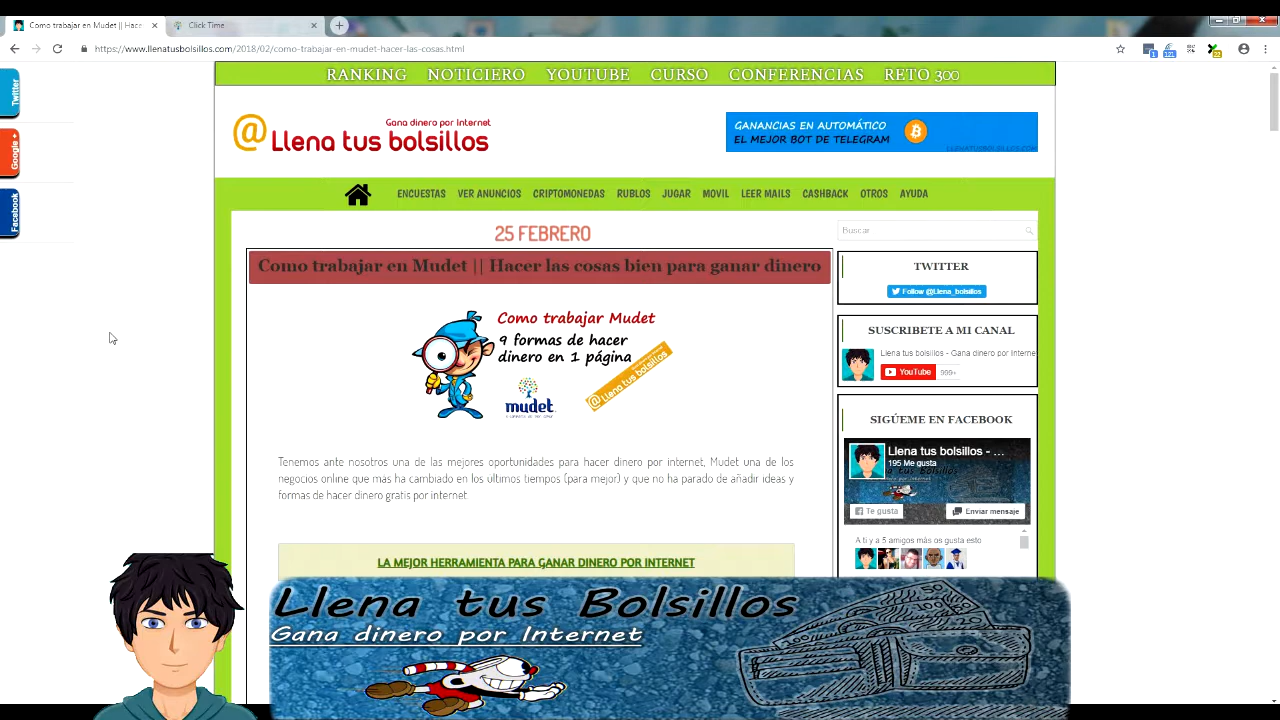 Como trabajar en Mudet || Hace
Click Time
https://www.llenatusbolsillos.com/2018/02/como-trabajar-en-mudet-hacer-las-cosas.html
Twitter
Google +
Facebook
RANKING NOTICIERO YOUTUBE CURSO CONFERENCIAS RETO 300
Gana dinero por Internet
@Llena tus bolsillos
GANANCIAS EN AUTOMÁTICO
EL MEJOR BOT DE TELEGRAM
LLENATUSBOLSILLOS.COM
ENCUESTAS VER ANUNCIOS CRIPTOMONEDAS RUBLOS JUGAR MOVIL LEER MAILS CASHBACK OTROS AYUDA
25 FEBRERO
Como trabajar en Mudet || Hacer las cosas bien para ganar dinero
Como trabajar Mudet
9 formas de hacer
dinero en 1 página
@ Llena tus bolsillos
mudet
Tenemos ante nosotros una de las mejores oportunidades para hacer dinero por internet, Mudet una de los
negocios online que mas ha cambiado en los últimos tiempos (para mejor) y que no ha parado de añadir ideas y
formas de hacer dinero gratis por internet.
LA MEJOR HERRAMIENTA PARA GANAR DINERO POR INTERNET
Buscar
TWITTER
Follow @Llena_bolsillos
SUSCRIBETE A MI CANAL
Llena tus bolsillos - Gana dinero por Interne
YouTube 999+
SIGÚEME EN FACEBOOK
Llena tus bolsillos - ...
195 Me gusta
Te gusta
Enviar mensaje
A ti y a 5 amigos más os gusta esto
Llena tus Bolsillos
Gana dinero por Internet